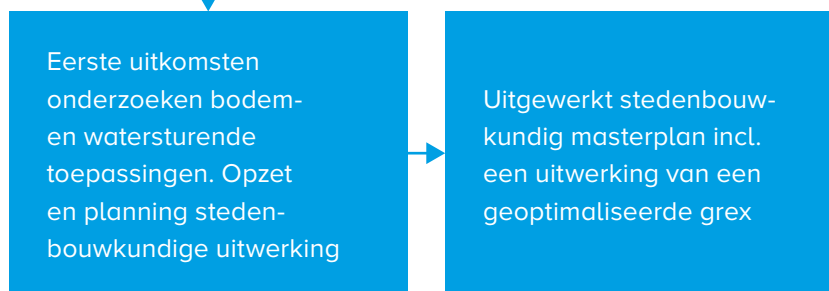 Eerste uitkomsten
onderzoeken bodem-
en watersturende
toepassingen. Opzet
en planning steden-
bouwkundige uitwerking
Uitgewerkt stedenbouw-
kundig masterplan incl.
een uitwerking van een
geoptimaliseerde grex